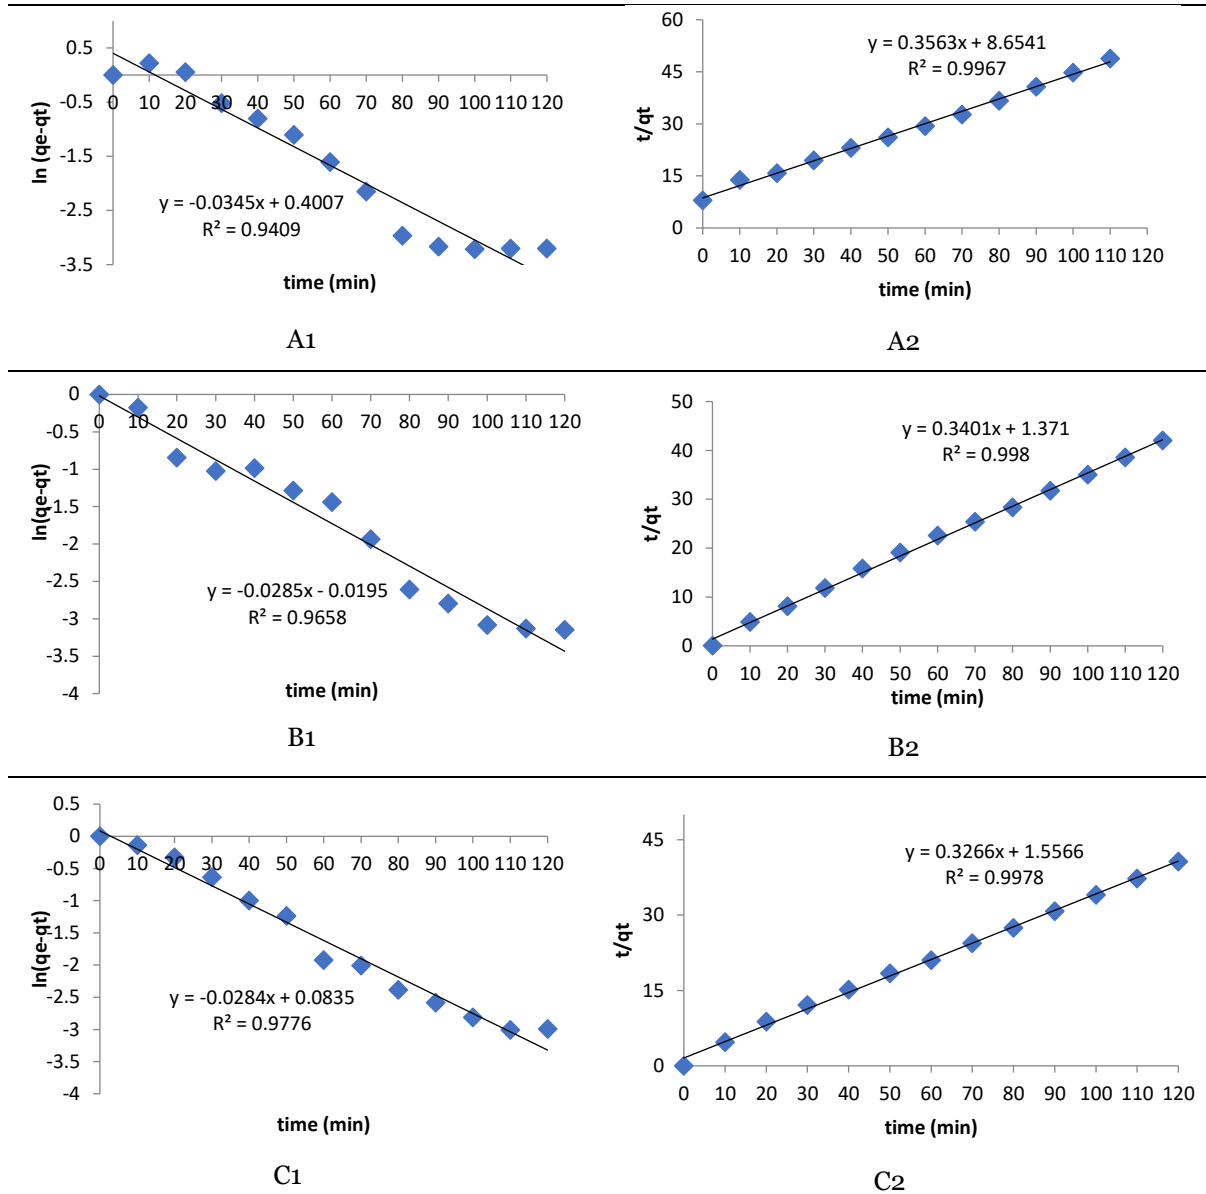 0.5
-0.5
-1.5
-2.5
-3.5
0 10 20 30 40 50 60 70 80 90 100 110 120
ln (qe-qt)
y = -0.0345x + 0.4007
R² = 0.9409
time (min)
A1
60
45
30
15
0
t/qt
y = 0.3563x + 8.6541
R² = 0.9967
0 10 20 30 40 50 60 70 80 90 100 110 120
time (min)
A2
0
-0.5
-1
-1.5
-2
-2.5
-3
-3.5
-4
0 10 20 30 40 50 60 70 80 90 100 110 120
ln(qe-qt)
y = -0.0285x - 0.0195
R² = 0.9658
time (min)
B1
50
40
30
20
10
0
t/qt
y = 0.3401x + 1.371
R² = 0.998
0 10 20 30 40 50 60 70 80 90 100 110 120
time (min)
B2
0.5
0
-0.5
-1
-1.5
-2
-2.5
-3
-3.5
-4
0 10 20 30 40 50 60 70 80 90 100 110 120
ln(qe-qt)
y = -0.0284x + 0.0835
R² = 0.9776
time (min)
C1
45
30
15
0
t/qt
y = 0.3266x + 1.5566
R² = 0.9978
0 10 20 30 40 50 60 70 80 90 100 110 120
time (min)
C2